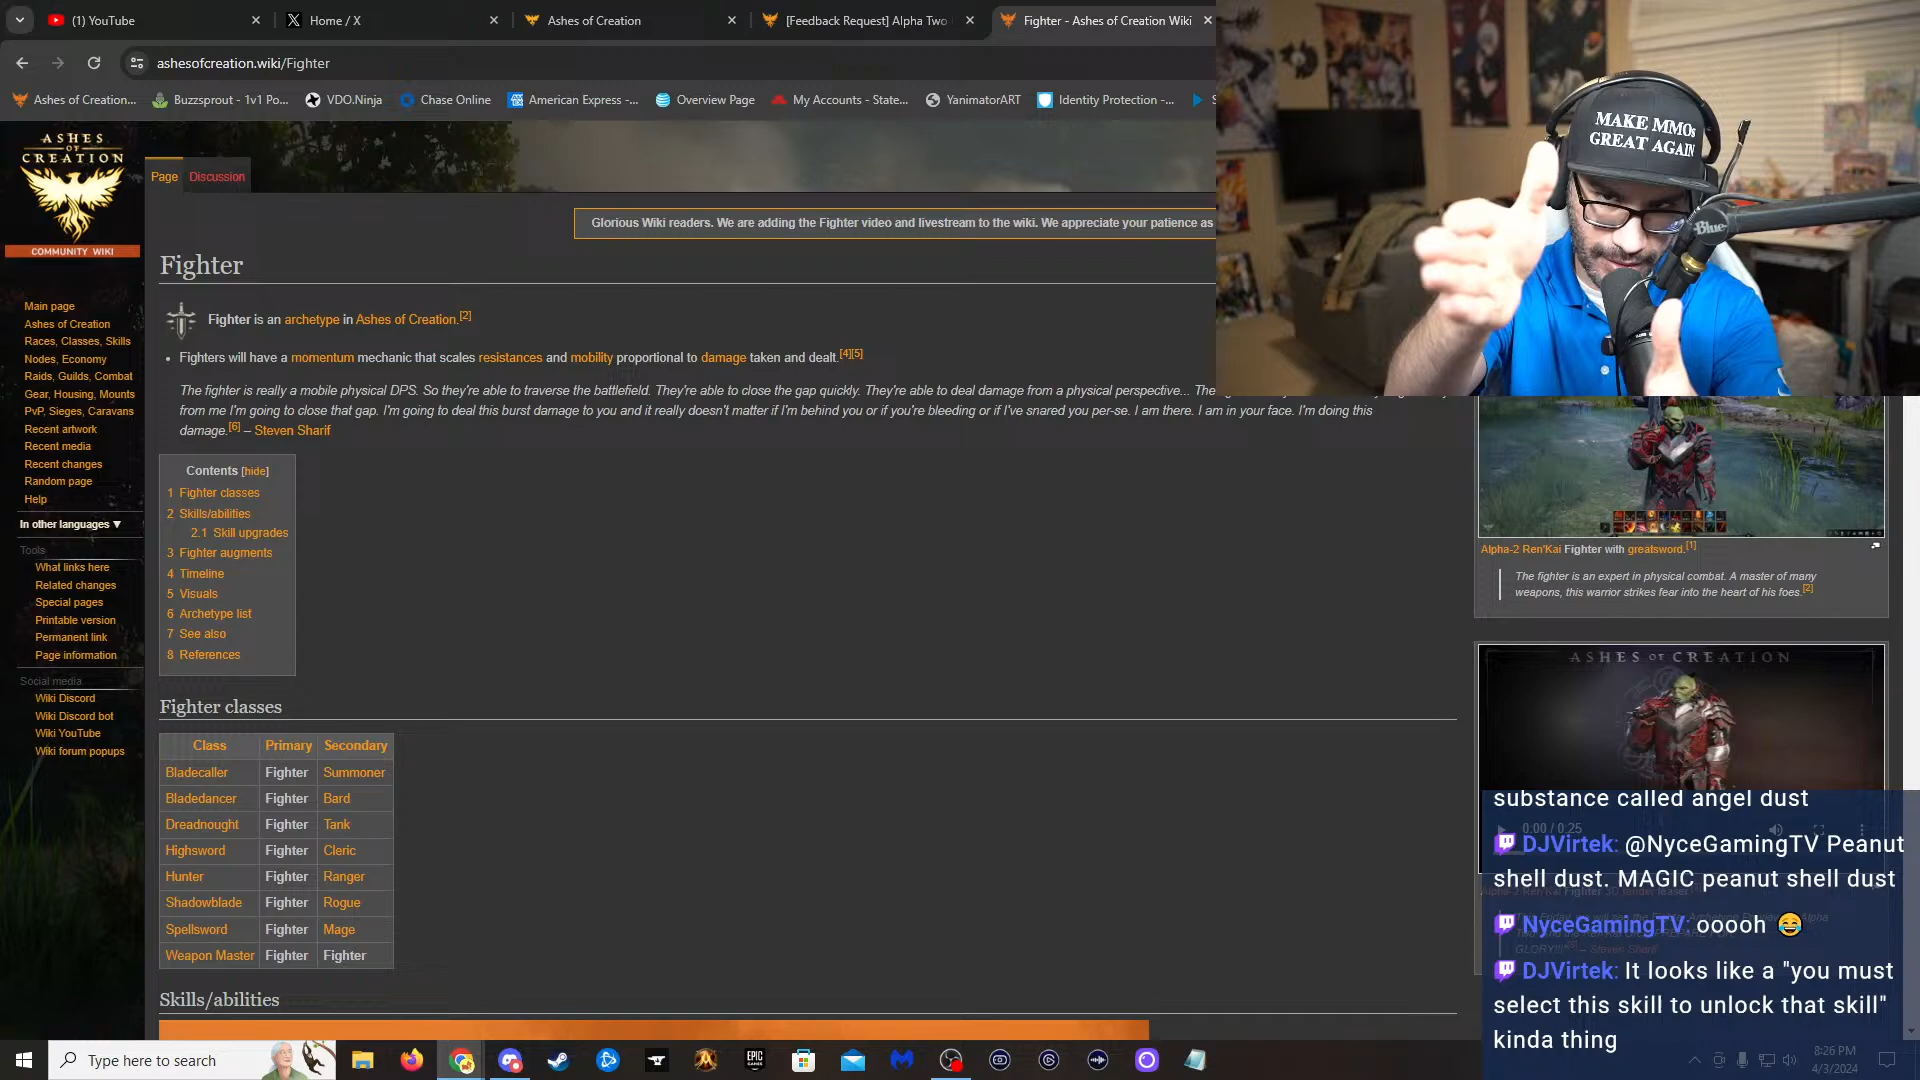 (1) YouTube
Home / X
Ashes of Creation
[Feedback Request] Alpha Two
Fighter - Ashes of Creation Wiki
ashesofcreation.wiki/Fighter
Ashes of Creation...
Buzzsprout - 1v1 Po...
VDO.Ninja
Chase Online
American Express -...
Overview Page
My Accounts - State...
YanimatorART
Identity Protection -...
MAKE MMOs
GREAT AGAIN
Blue
ASHES
OF
CREATION
COMMUNITY WIKI
Page
Discussion
Glorious Wiki readers. We are adding the Fighter video and livestream to the wiki. We appreciate your patience as
Main page
Ashes of Creation
Races, Classes, Skills
Nodes, Economy
Raids, Guilds, Combat
Gear, Housing, Mounts
PvP, Sieges, Caravans
Recent artwork
Recent media
Recent changes
Random page
Help
In other languages ▼
Tools
What links here
Related changes
Special pages
Printable version
Permanent link
Page information
Social media
Wiki Discord
Wiki Discord bot
Wiki YouTube
Wiki forum popups
Fighter
Fighter is an archetype in Ashes of Creation.[2]
• Fighters will have a momentum mechanic that scales resistances and mobility proportional to damage taken and dealt.[4][5]
The fighter is really a mobile physical DPS. So they're able to traverse the battlefield. They're able to close the gap quickly. They're able to deal damage from a physical perspective... The
from me I'm going to close that gap. I'm going to deal this burst damage to you and it really doesn't matter if I'm behind you or if you're bleeding or if I've snared you per-se. I am there. I am in your face. I'm doing this
damage.[6] – Steven Sharif
Contents [hide]
1 Fighter classes
2 Skills/abilities
2.1 Skill upgrades
3 Fighter augments
4 Timeline
5 Visuals
6 Archetype list
7 See also
8 References
Fighter classes
Class Primary Secondary
Bladecaller Fighter Summoner
Bladedancer Fighter Bard
Dreadnought Fighter Tank
Highsword Fighter Cleric
Hunter Fighter Ranger
Shadowblade Fighter Rogue
Spellsword Fighter Mage
Weapon Master Fighter Fighter
Skills/abilities
Alpha-2 Ren'Kai Fighter with greatsword.[1]
The fighter is an expert in physical combat. A master of many
weapons, this warrior strikes fear into the heart of his foes.[2]
ASHES OF CREATION
0:00 / 0:25
substance called angel dust
DJVirtek: @NyceGamingTV Peanut
shell dust. MAGIC peanut shell dust
NyceGamingTV: ooooh 😂
DJVirtek: It looks like a "you must
select this skill to unlock that skill"
kinda thing
Type here to search
EPIC
GAMES
8:26 PM
4/3/2024